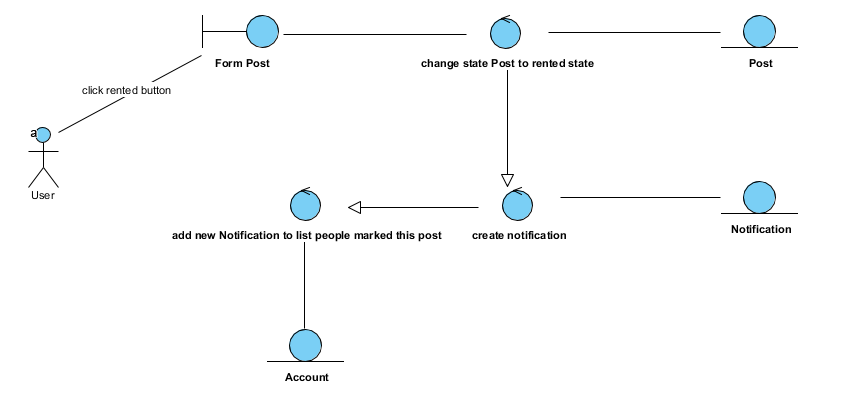 Form Post
change state Post to rented state
Post
click rented button
a
User
add new Notification to list people marked this post
create notification
Notification
Account